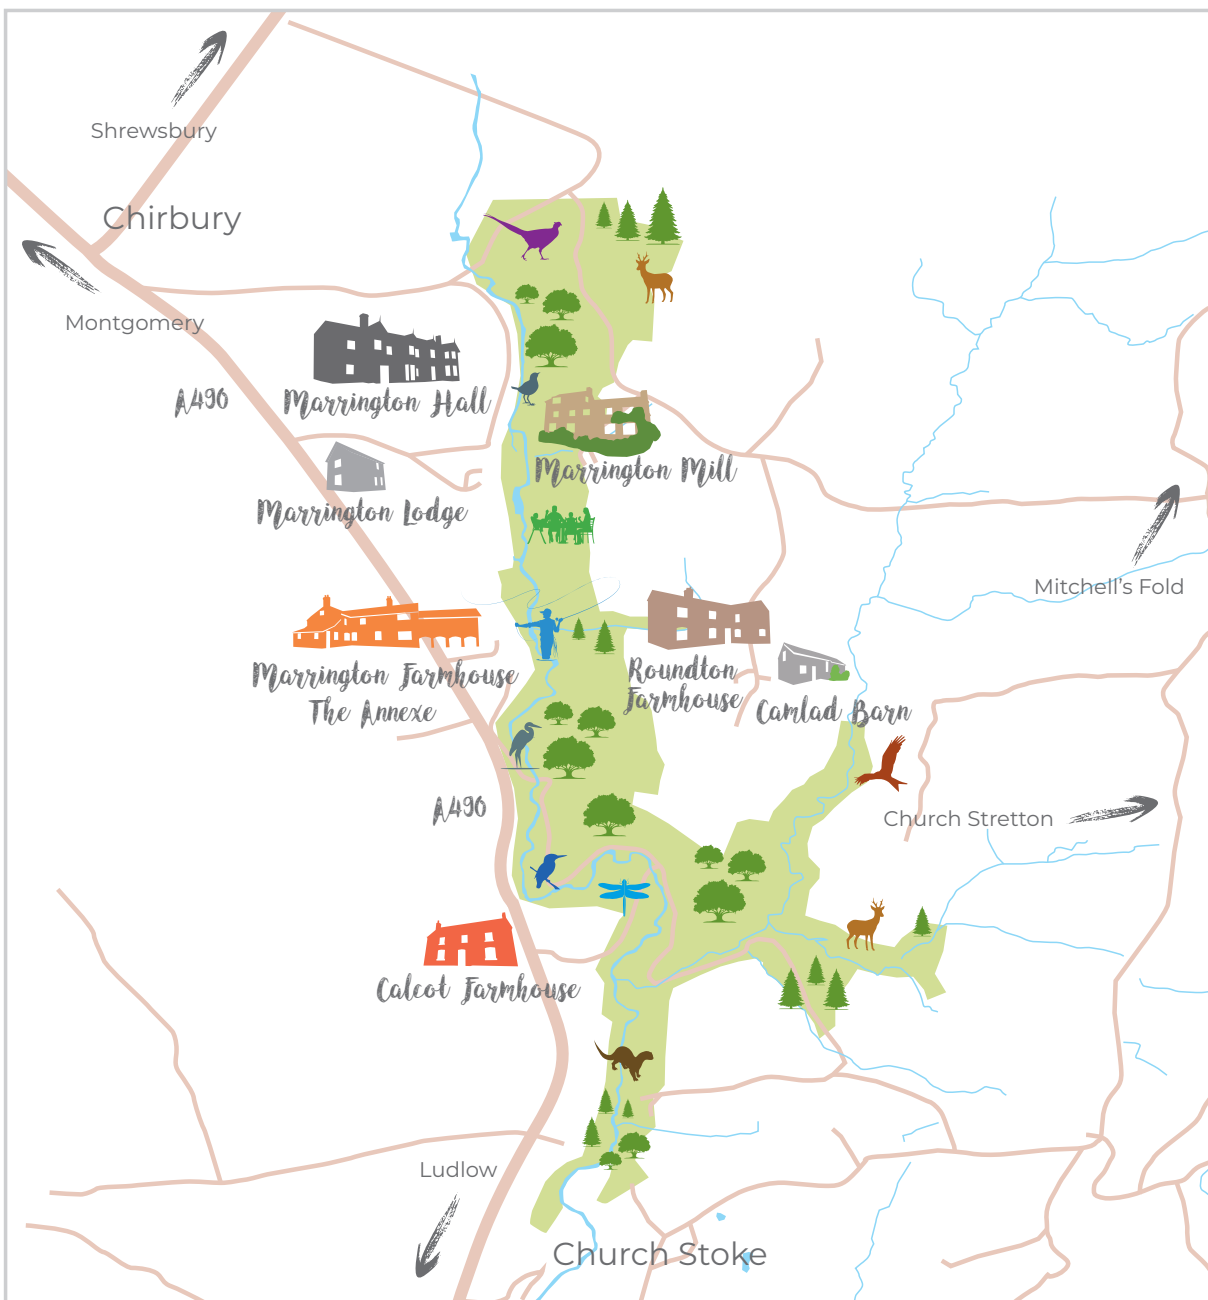 Shrewsbury
Chirbury
Montgomery
A490
Marrington Hall
Marrington Mill
Marrington Lodge
Mitchell's Fold
Marrington Farmhouse
The Annexe
Roundton
Farmhouse
Camlad Barn
A490
Church Stretton
Calcot Farmhouse
Ludlow
Church Stoke